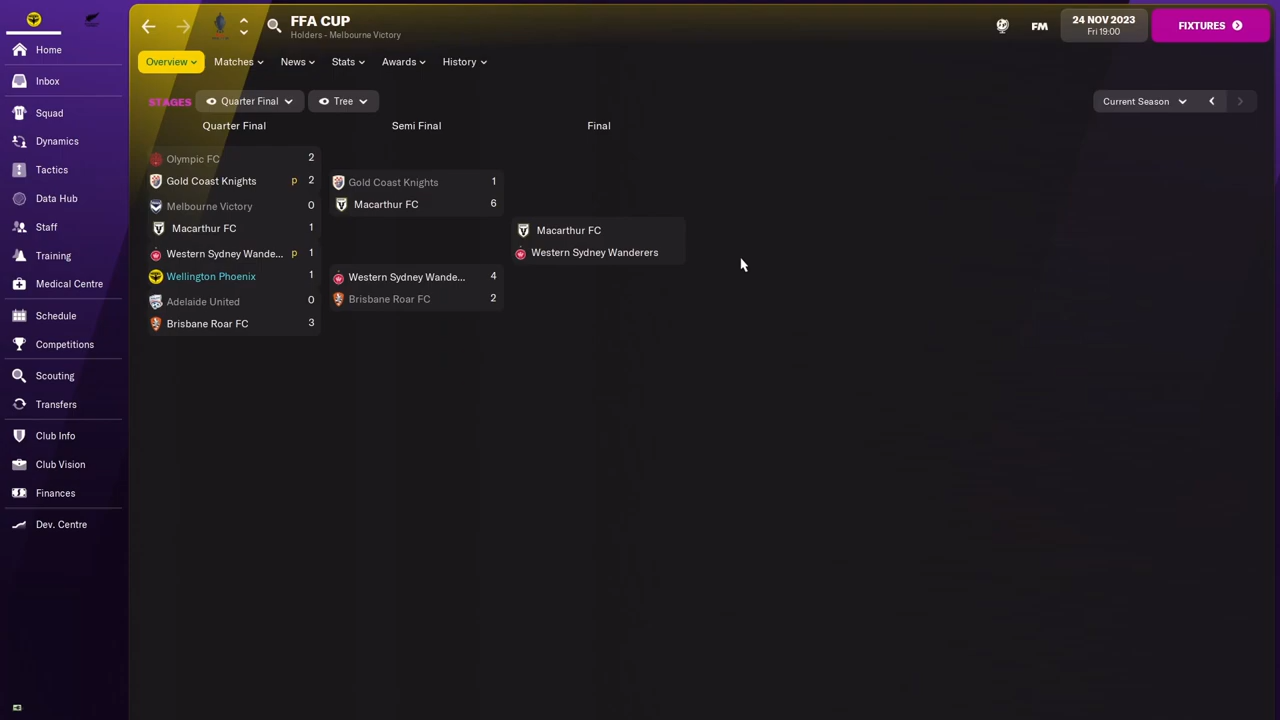 FFA CUP
Holders - Melbourne Victory
FM
24 NOV 2023
Fri 19:00
FIXTURES
Home
Inbox
Squad
Dynamics
Tactics
Data Hub
Staff
Training
Medical Centre
Schedule
Competitions
Scouting
Transfers
Club Info
Club Vision
Finances
Dev. Centre
Overview
Matches
News
Stats
Awards
History
STAGES
Quarter Final
Tree
Current Season
Quarter Final
Semi Final
Final
Olympic FC 2
Gold Coast Knights p 2
Melbourne Victory 0
Macarthur FC 1
Western Sydney Wande... p 1
Wellington Phoenix 1
Adelaide United 0
Brisbane Roar FC 3
Gold Coast Knights 1
Macarthur FC 6
Western Sydney Wande... 4
Brisbane Roar FC 2
Macarthur FC
Western Sydney Wanderers